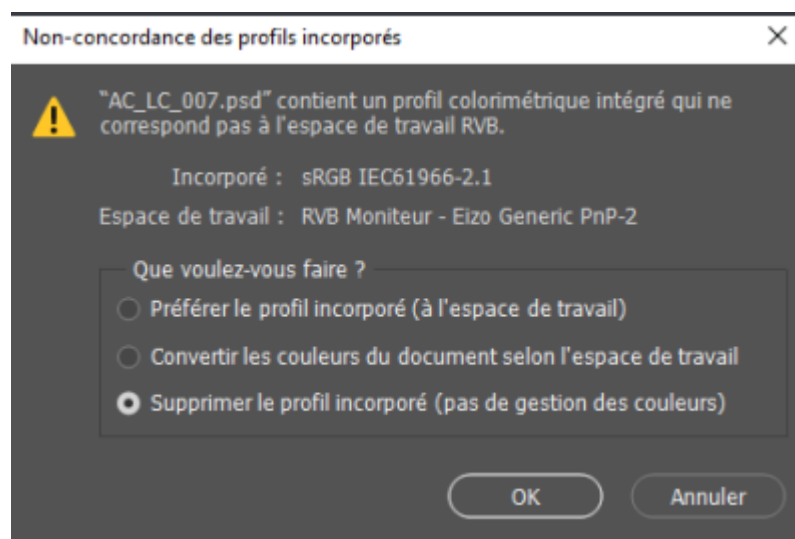 Non-concordance des profils incorporés
"AC_LC_007.psd" contient un profil colorimétrique intégré qui ne
correspond pas à l'espace de travail RVB.
Incorporé : sRGB IEC61966-2.1
Espace de travail : RVB Moniteur - Eizo Generic PnP-2
Que voulez-vous faire ?
Préférer le profil incorporé (à l'espace de travail)
Convertir les couleurs du document selon l'espace de travail
Supprimer le profil incorporé (pas de gestion des couleurs)
OK Annuler